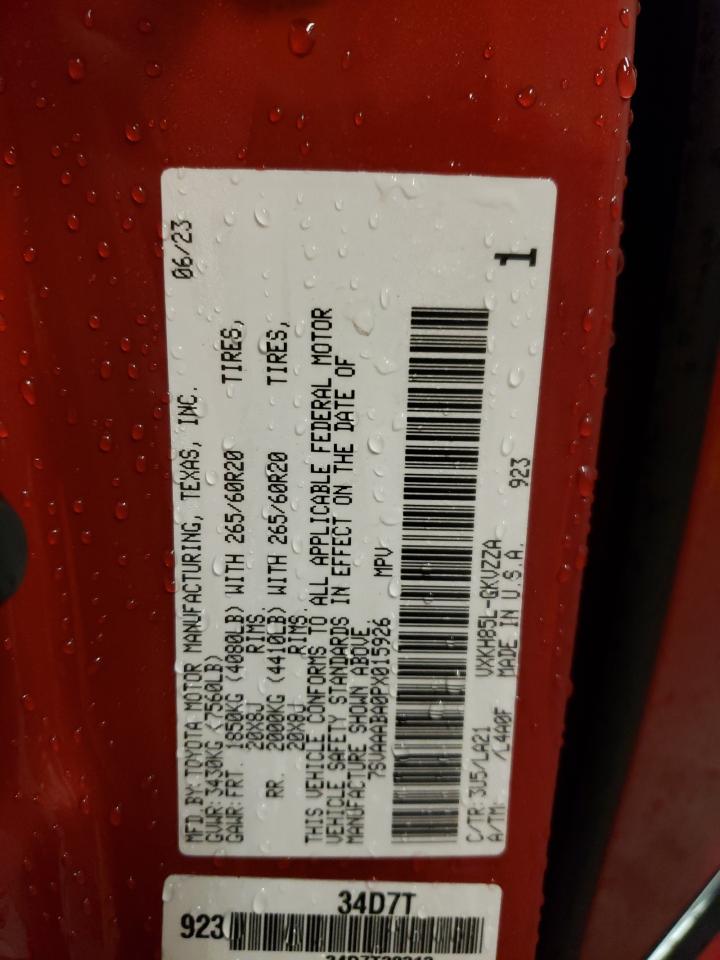 MFD BY: TOYOTA MOTOR MANUFACTURING, TEXAS, INC. 06/23
GVWR: 3430KG (7560LB)
GAWR: FRT. 1850KG (4080LB) WITH 265/60R20 TIRES,
20X8J RIMS.
RR. 2000KG (4410LB) WITH 265/60R20 TIRES,
20X8J RIMS.
THIS VEHICLE CONFORMS TO ALL APPLICABLE FEDERAL MOTOR
VEHICLE SAFETY STANDARDS IN EFFECT ON THE DATE OF
MANUFACTURE SHOWN ABOVE
7SVAAABA0PX015926 MPV
C/TR: 3U5/LA21 VXKH85L-GKVZZA 923
A/TM: /L4A0F MADE IN U.S.A. 1
34D7T
923